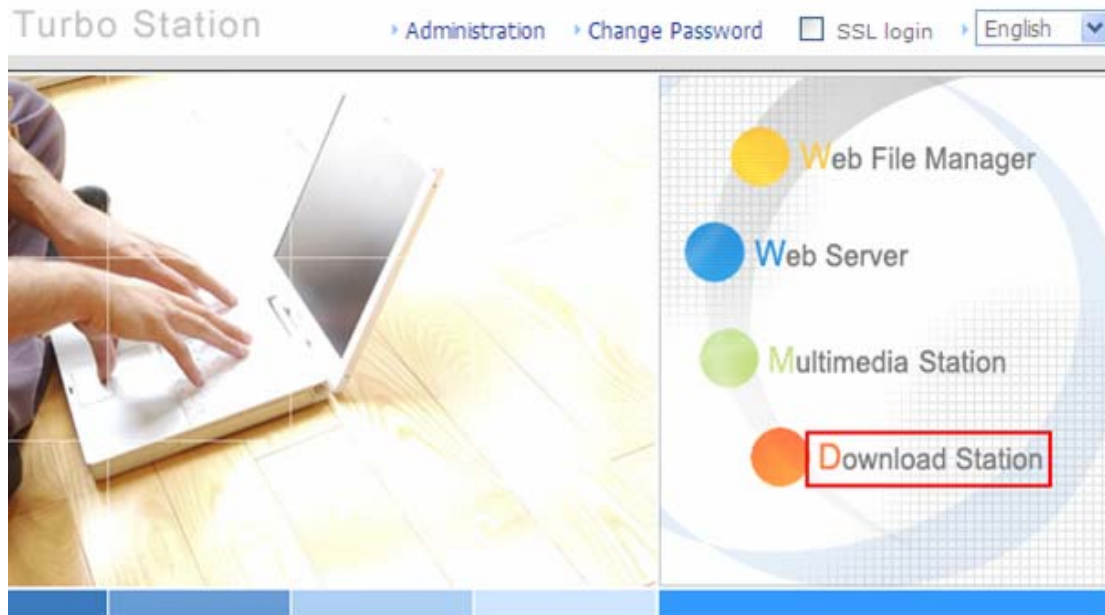 Turbo Station
Administration
Change Password
SSL login
English
Web File Manager
Web Server
Multimedia Station
Download Station